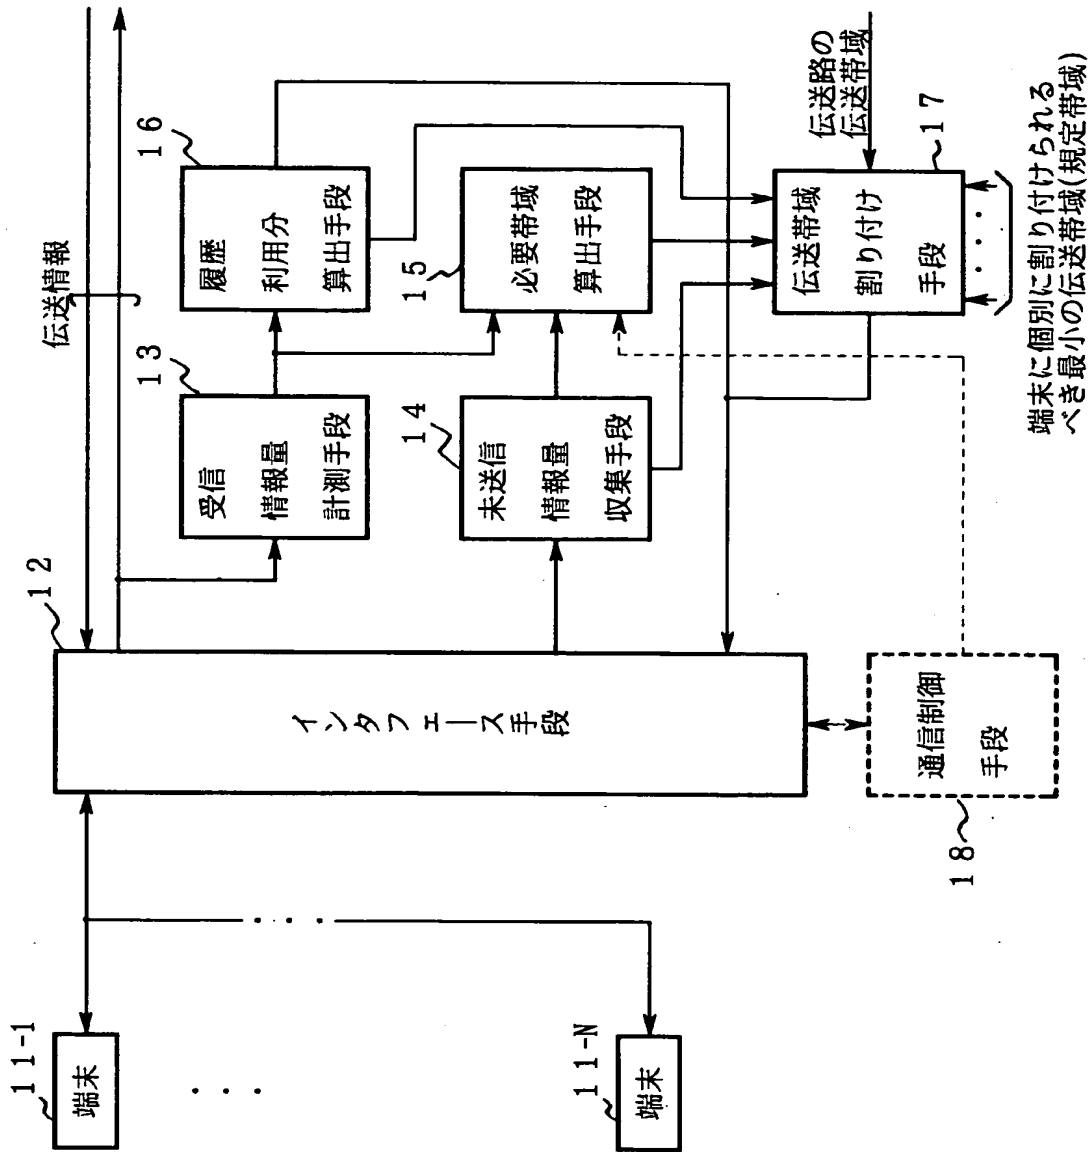 11-1
端末
・・・
11-N
端末
12
インタフェース手段
伝送情報
13
受信
情報量
計測手段
16
履歴
利用分
算出手段
14
未送信
情報量
収集手段
15
必要帯域
算出手段
伝送路の
伝送帯域
17
伝送帯域
割り付け
手段
・・・
端末に個別に割り付けられる
べき最小の伝送帯域(規定帯域)
18
通信制御
手段